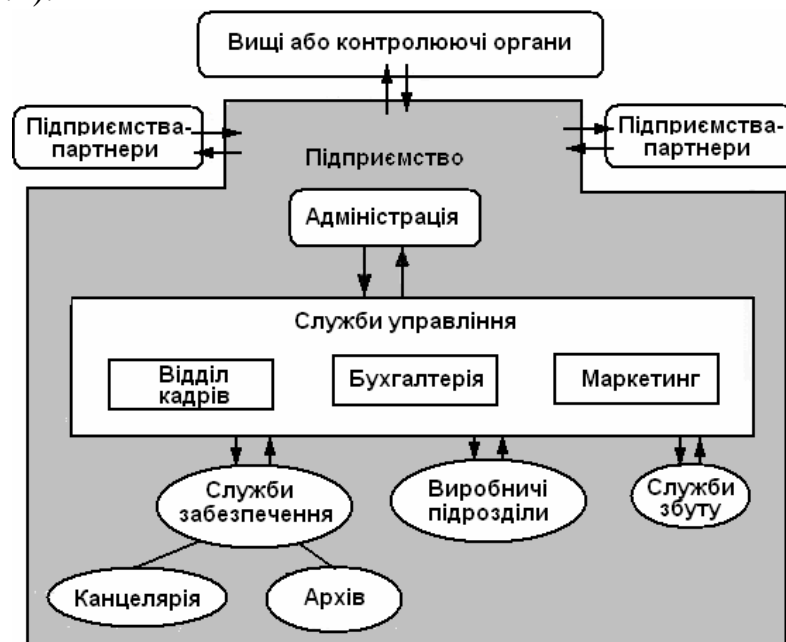 Вищі або контролюючі органи
Підприємства-
партнери
Підприємства-
партнери
Підприємство
Адміністрація
Служби управління
Відділ
кадрів
Бухгалтерія
Маркетинг
Служби
забезпечення
Виробничі
підрозділи
Служби
збуту
Канцелярія
Архів